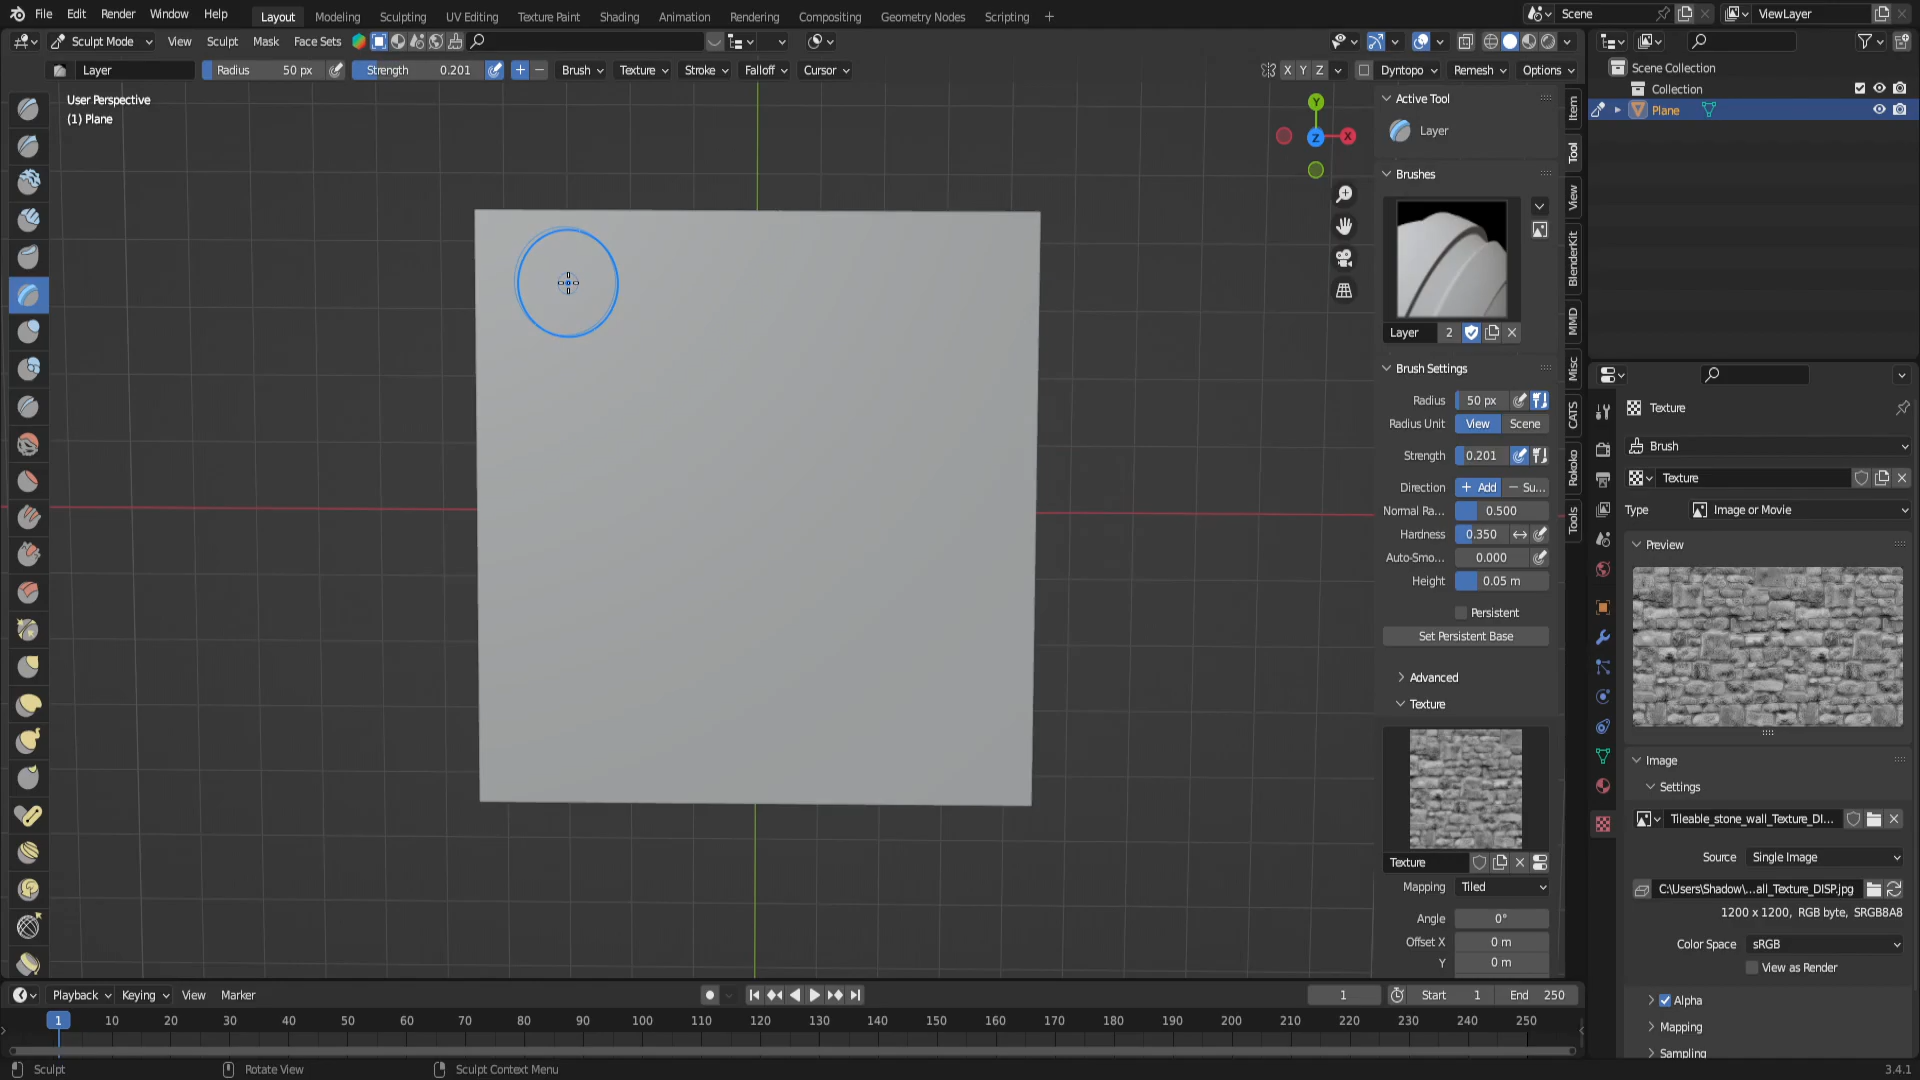 File Edit Render Window Help Layout Modeling Sculpting UV Editing Texture Paint Shading Animation Rendering Compositing Geometry Nodes Scripting + Scene ViewLayer
Sculpt Mode View Sculpt Mask Face Sets
Layer Radius 50 px Strength 0.201 Brush Texture Stroke Falloff Cursor X Y Z Dyntopo Remesh Options
User Perspective
(1) Plane
Y
Z
X
Active Tool
Layer
Brushes
Layer 2
Brush Settings
Radius 50 px
Radius Unit View Scene
Strength 0.201
Direction + Add − Su...
Normal Ra... 0.500
Hardness 0.350
Auto-Smo... 0.000
Height 0.05 m
Persistent
Set Persistent Base
Advanced
Texture
Texture
Mapping Tiled
Angle 0°
Offset X 0 m
Y 0 m
Item
Tool
View
BlenderKit
MMD
Misc
CATS
Rokoko
Tools
Scene Collection
Collection
Plane
Texture
Brush
Texture
Type Image or Movie
Preview
Image
Settings
Tileable_stone_wall_Texture_DI...
Source Single Image
C:\Users\Shadow\...all_Texture_DISP.jpg
1200 x 1200, RGB byte, SRGB8A8
Color Space sRGB
View as Render
Alpha
Mapping
Sampling
Playback Keying View Marker 1 Start 1 End 250
1 10 20 30 40 50 60 70 80 90 100 110 120 130 140 150 160 170 180 190 200 210 220 230 240 250
Sculpt Rotate View Sculpt Context Menu 3.4.1